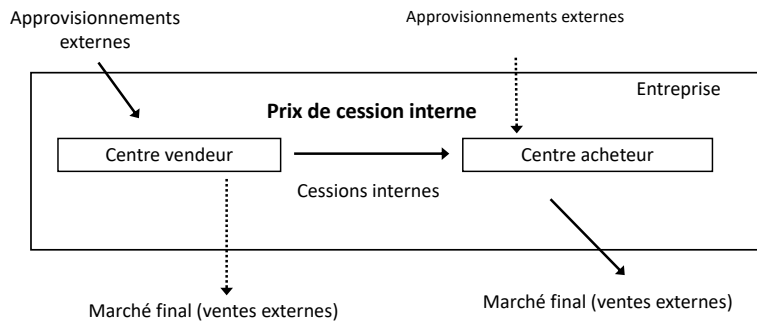 Approvisionnements
externes
Approvisionnements externes
Entreprise
Prix de cession interne
Centre vendeur
Centre acheteur
Cessions internes
Marché final (ventes externes)
Marché final (ventes externes)